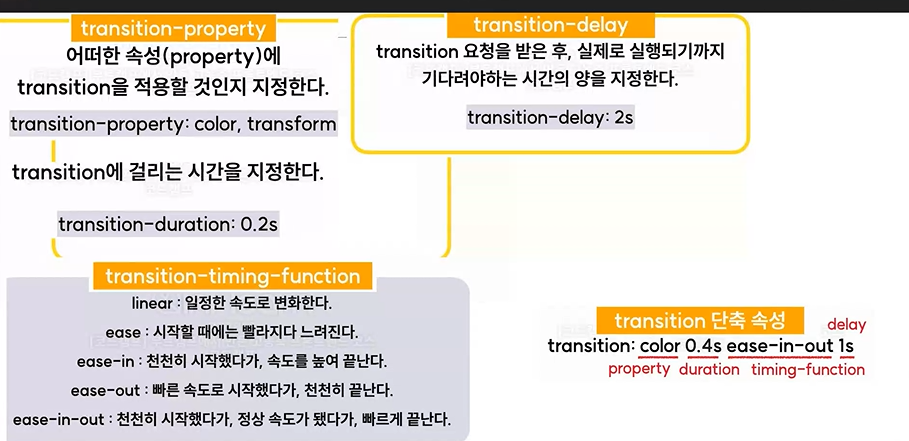 transition-property
어떠한 속성(property)에
transition을 적용할 것인지 지정한다.
transition-property: color, transform
transition에 걸리는 시간을 지정한다.
transition-duration: 0.2s
transition-delay
transition 요청을 받은 후, 실제로 실행되기까지
기다려야하는 시간의 양을 지정한다.
transition-delay: 2s
transition-timing-function
linear : 일정한 속도로 변화한다.
ease : 시작할 때에는 빨라지다 느려진다.
ease-in : 천천히 시작했다가, 속도를 높여 끝난다.
ease-out : 빠른 속도로 시작했다가, 천천히 끝난다.
ease-in-out : 천천히 시작했다가, 정상 속도가 됐다가, 빠르게 끝난다.
transition 단축 속성
delay
transition: color 0.4s ease-in-out 1s
property duration timing-function